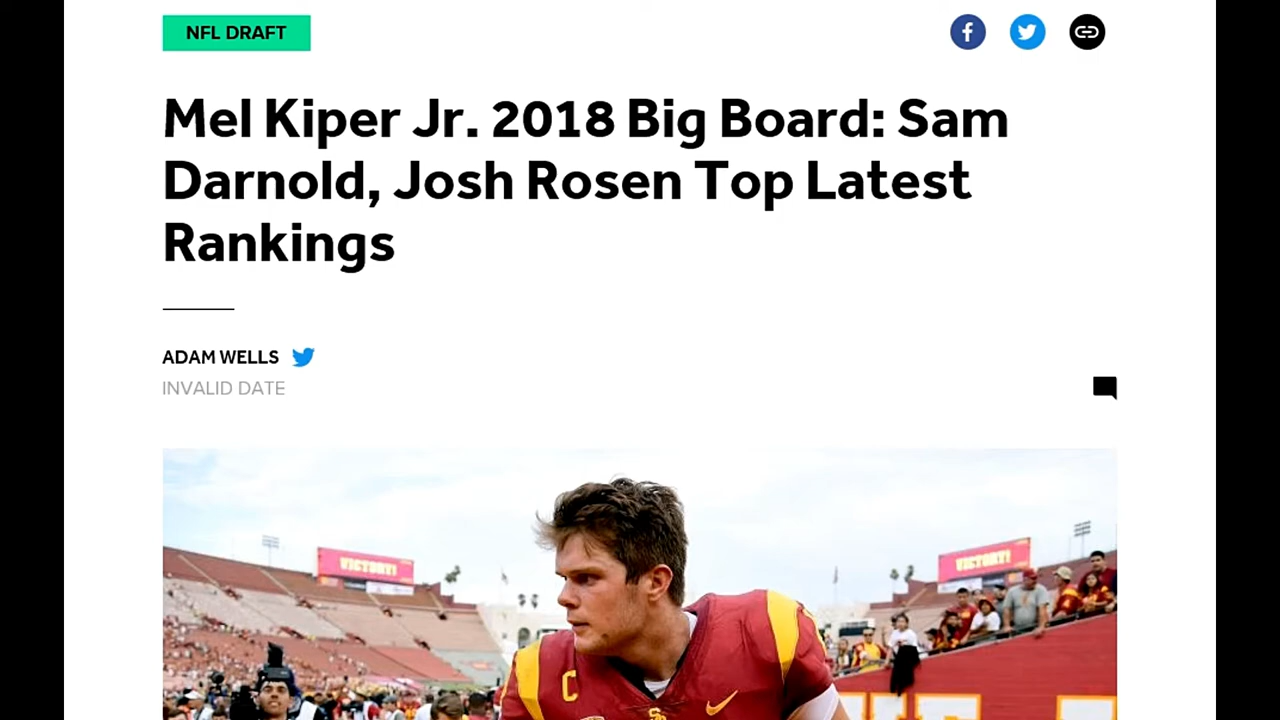 NFL DRAFT
Mel Kiper Jr. 2018 Big Board: Sam
Darnold, Josh Rosen Top Latest
Rankings
ADAM WELLS
INVALID DATE
VICTORY!
VICTORY!
C
SC